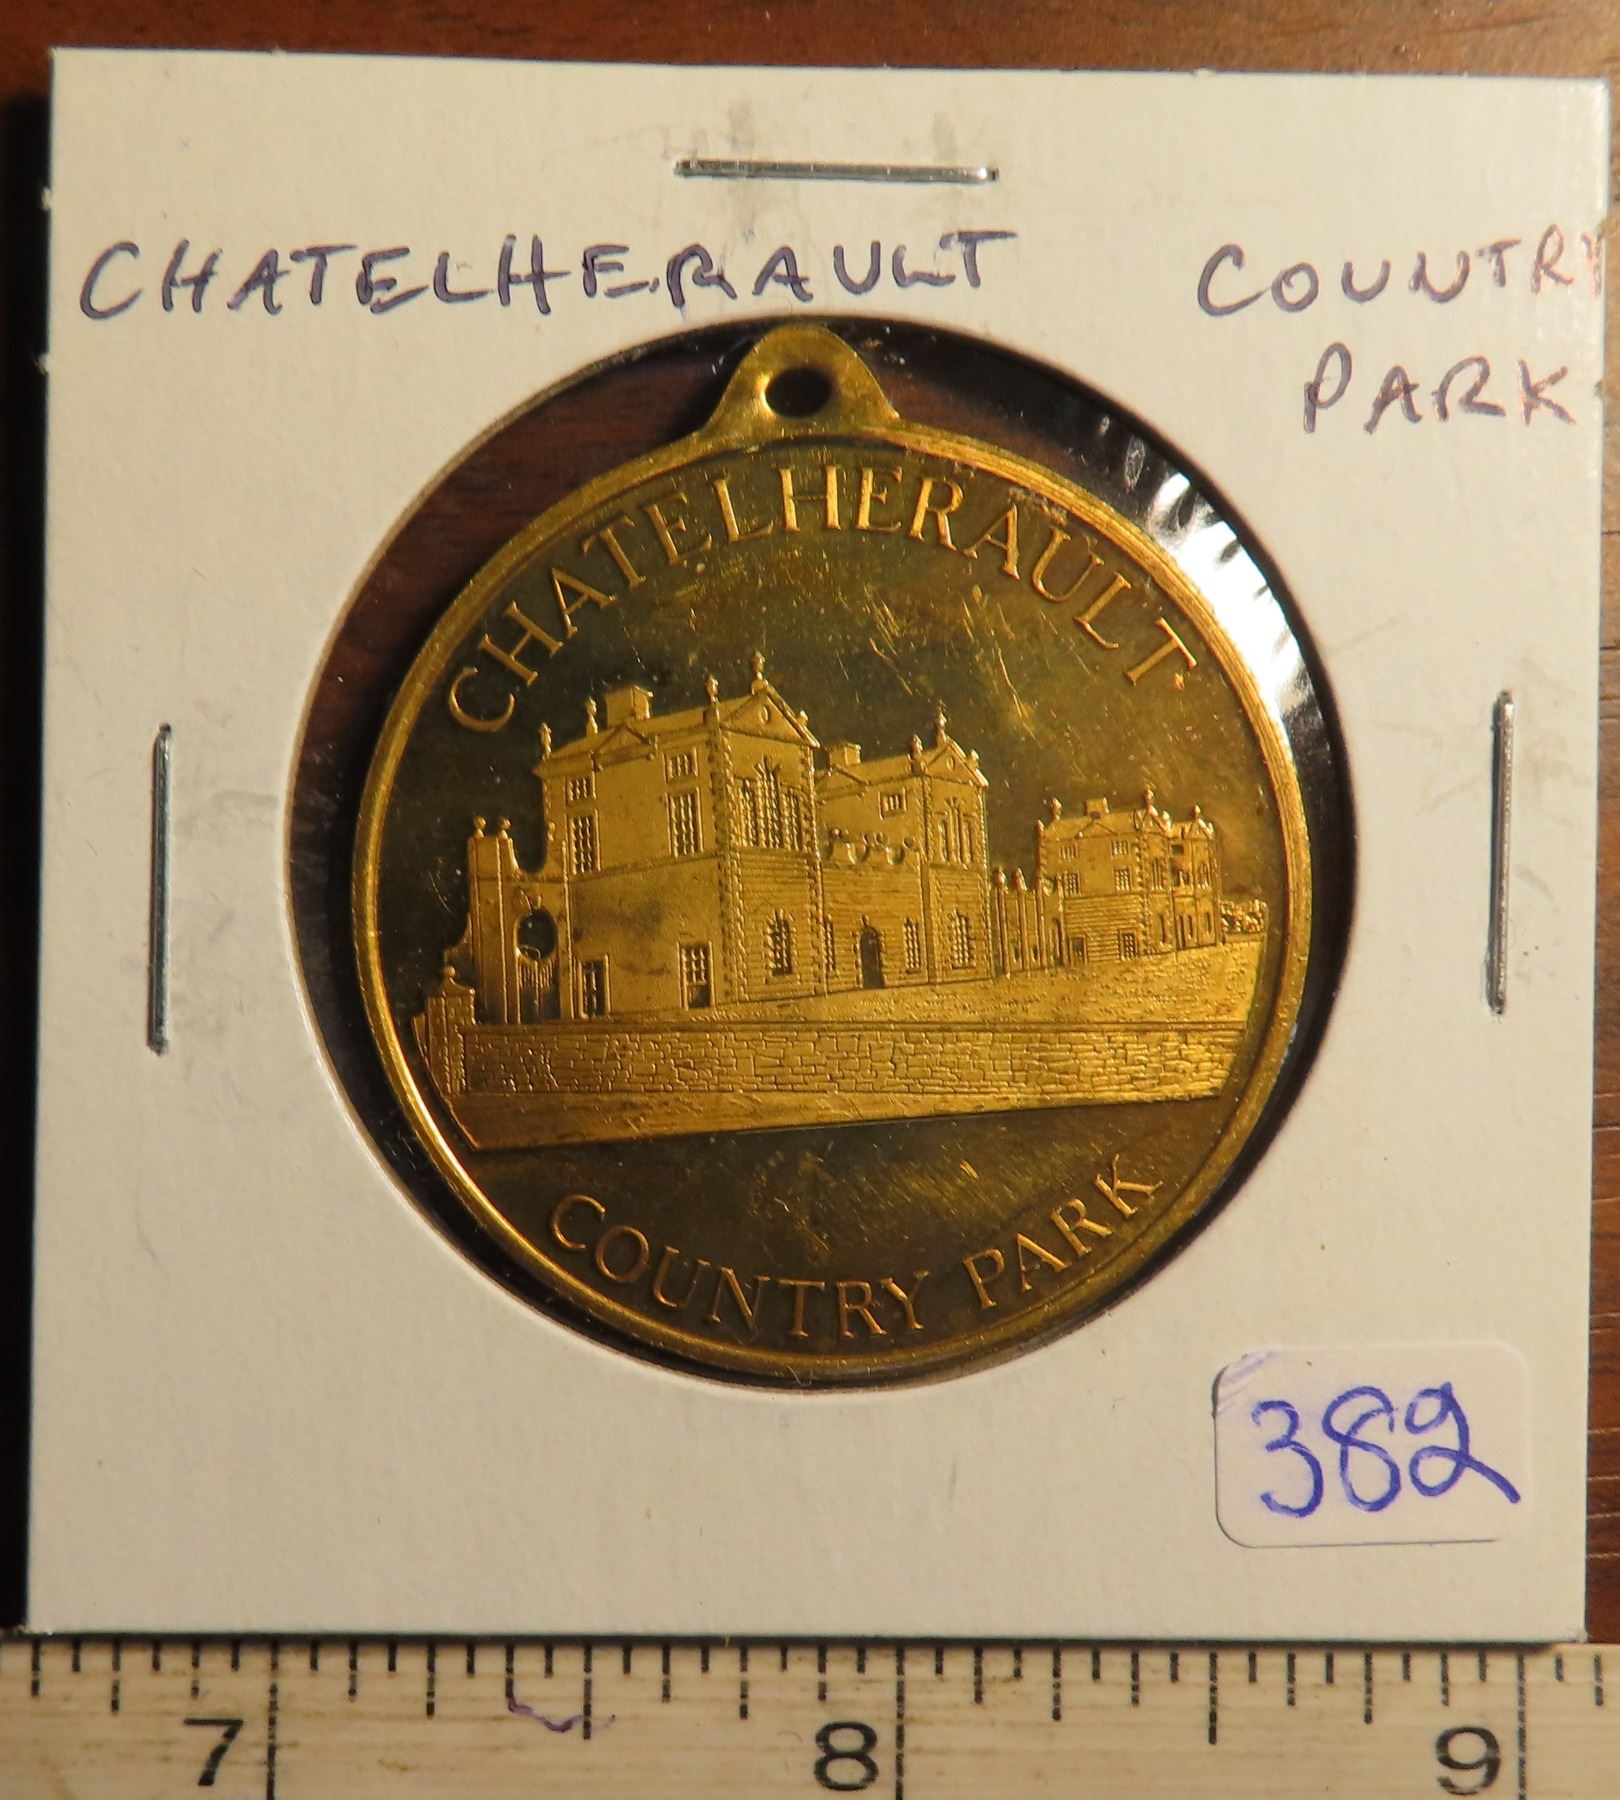 CHATELHERAULT COUNTRY
PARK
CHATELHERAULT
COUNTRY PARK
382
7 8 9